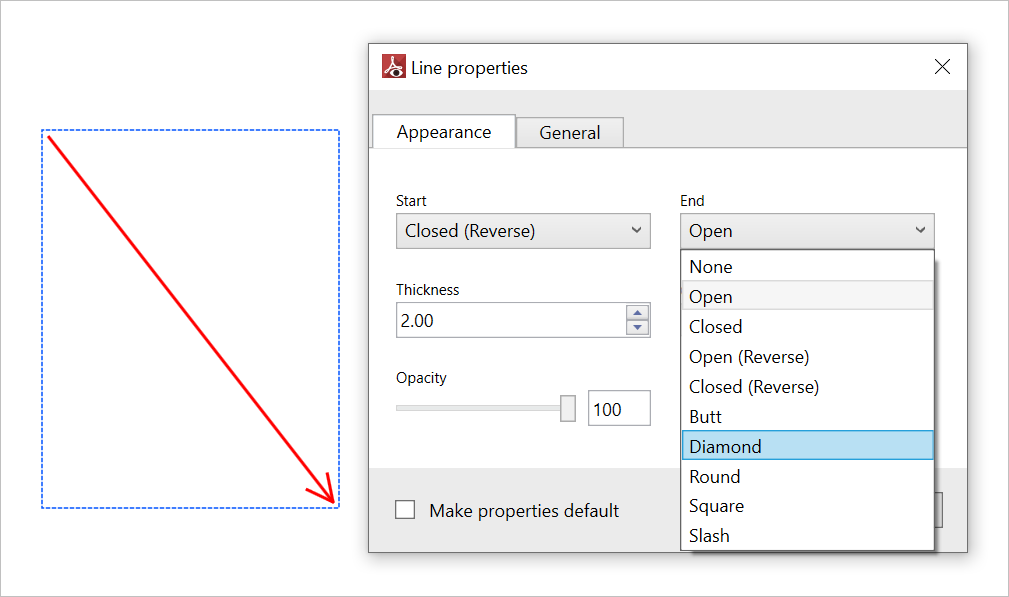 Line properties
Appearance
General
Start
End
Closed (Reverse)
Open
None
Open
Closed
Open (Reverse)
Closed (Reverse)
Butt
Diamond
Round
Square
Slash
Thickness
2.00
Opacity
100
Make properties default